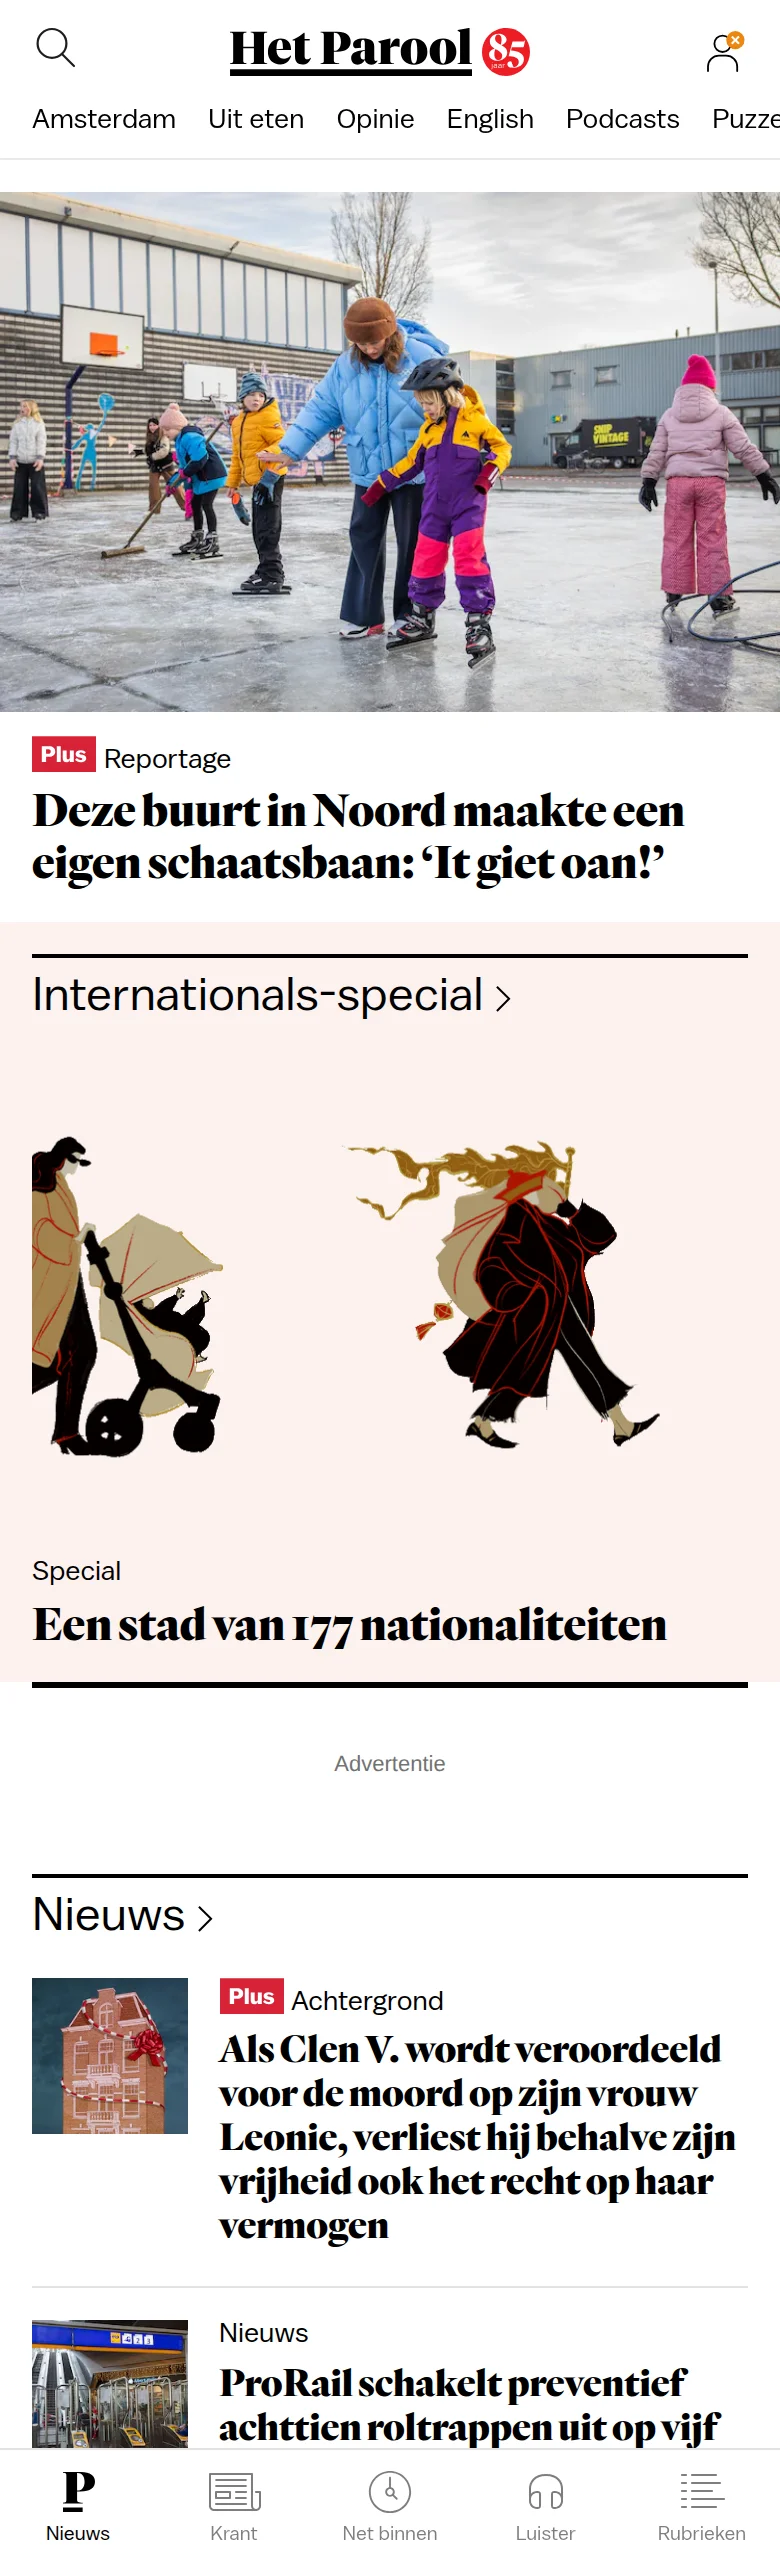 Het Parool 85 jaar
Amsterdam Uit eten Opinie English Podcasts Puzze
SNIP
VINTAGE
Plus Reportage
Deze buurt in Noord maakte een
eigen schaatsbaan: ‘It giet oan!’
Internationals-special
Special
Een stad van 177 nationaliteiten
Advertentie
Nieuws
Plus Achtergrond
Als Clen V. wordt veroordeeld
voor de moord op zijn vrouw
Leonie, verliest hij behalve zijn
vrijheid ook het recht op haar
vermogen
Nieuws
ProRail schakelt preventief
achttien roltrappen uit op vijf
P
Nieuws Krant Net binnen Luister Rubrieken